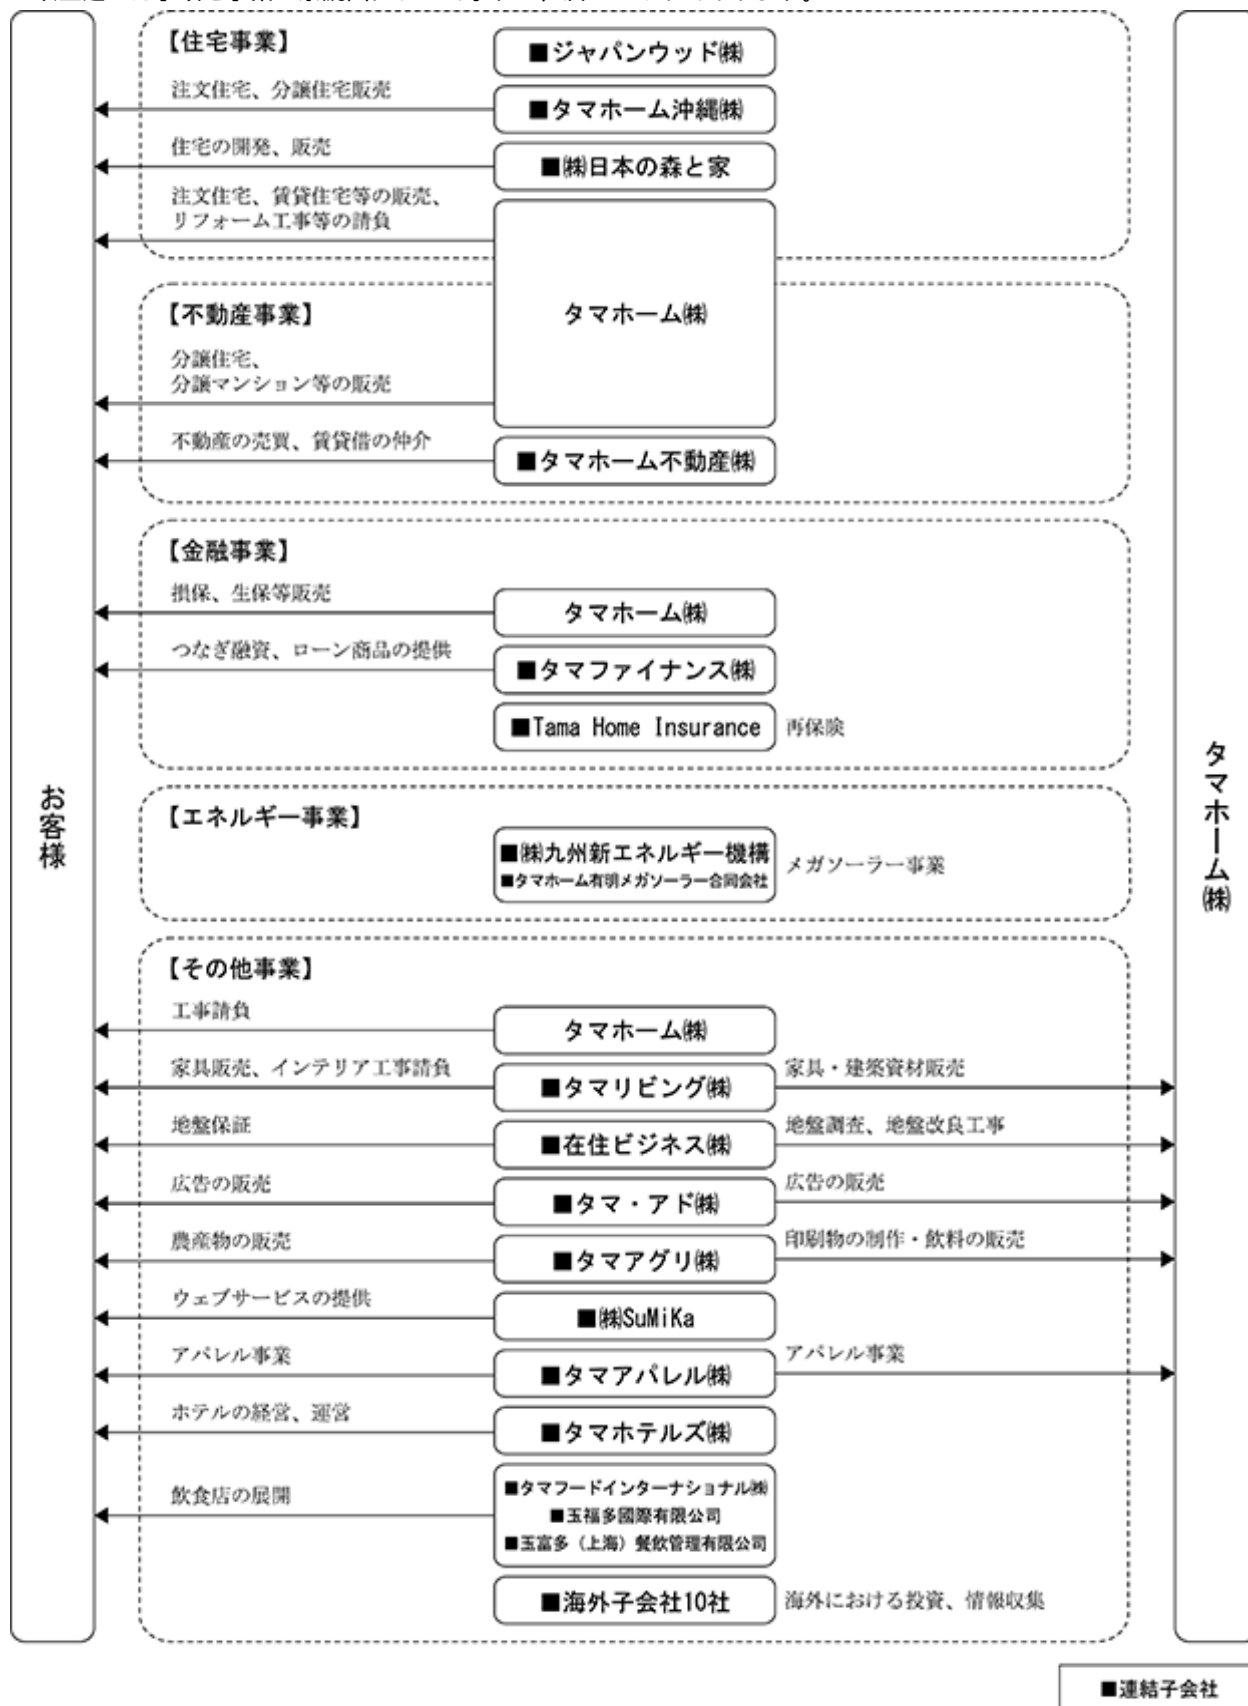 お客様
タマホーム㈱
【住宅事業】
■ジャパンウッド㈱
注文住宅、分譲住宅販売
■タマホーム沖縄㈱
住宅の開発、販売
■㈱日本の森と家
注文住宅、賃貸住宅等の販売、
リフォーム工事等の請負
タマホーム㈱
【不動産事業】
分譲住宅、
分譲マンション等の販売
不動産の売買、賃貸借の仲介
■タマホーム不動産㈱
【金融事業】
損保、生保等販売
タマホーム㈱
つなぎ融資、ローン商品の提供
■タマファイナンス㈱
■Tama Home Insurance
再保険
【エネルギー事業】
■㈱九州新エネルギー機構
■タマホーム有明メガソーラー合同会社
メガソーラー事業
【その他事業】
工事請負
タマホーム㈱
家具販売、インテリア工事請負
■タマリビング㈱
家具・建築資材販売
地盤保証
■在住ビジネス㈱
地盤調査、地盤改良工事
広告の販売
■タマ・アド㈱
広告の販売
農産物の販売
■タマアグリ㈱
印刷物の制作・飲料の販売
ウェブサービスの提供
■㈱SuMiKa
アパレル事業
■タマアパレル㈱
アパレル事業
ホテルの経営、運営
■タマホテルズ㈱
飲食店の展開
■タマフードインターナショナル㈱
■玉福多國際有限公司
■玉富多（上海）餐飲管理有限公司
■海外子会社10社
海外における投資、情報収集
■連結子会社